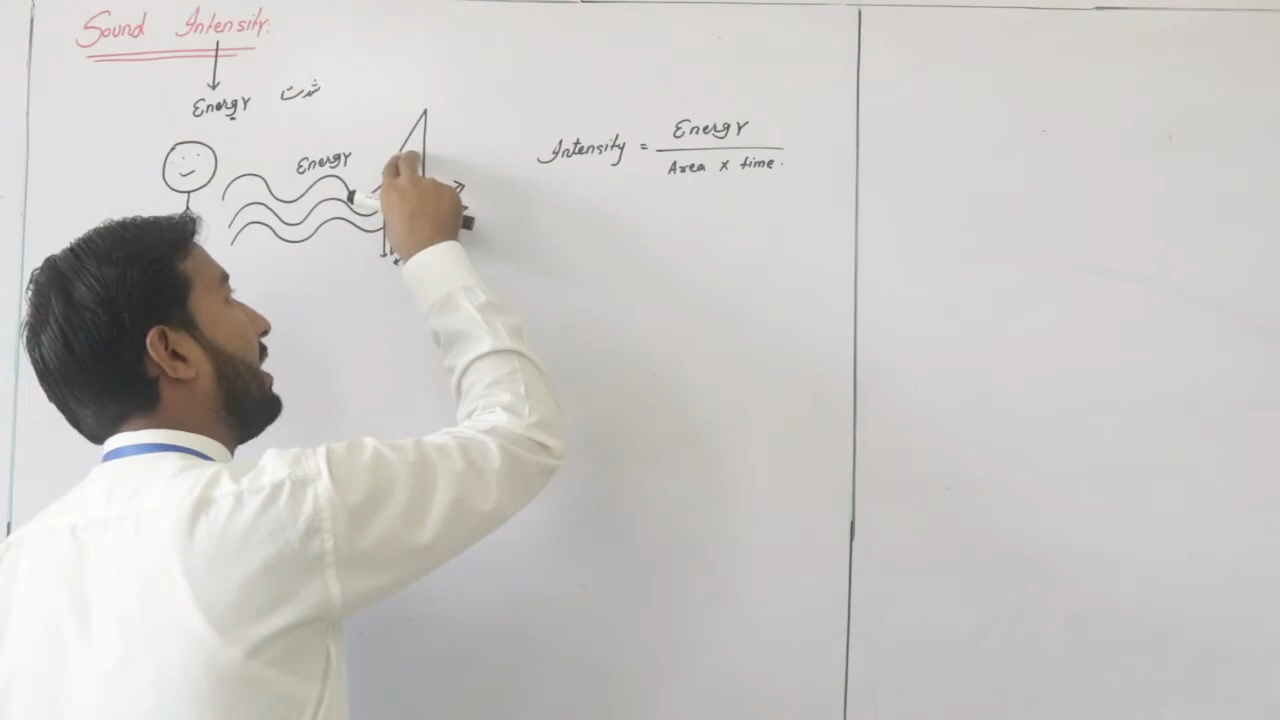 Sound Intensity:
Energy شدت
Energy
Intensity = Energy
Area × time.